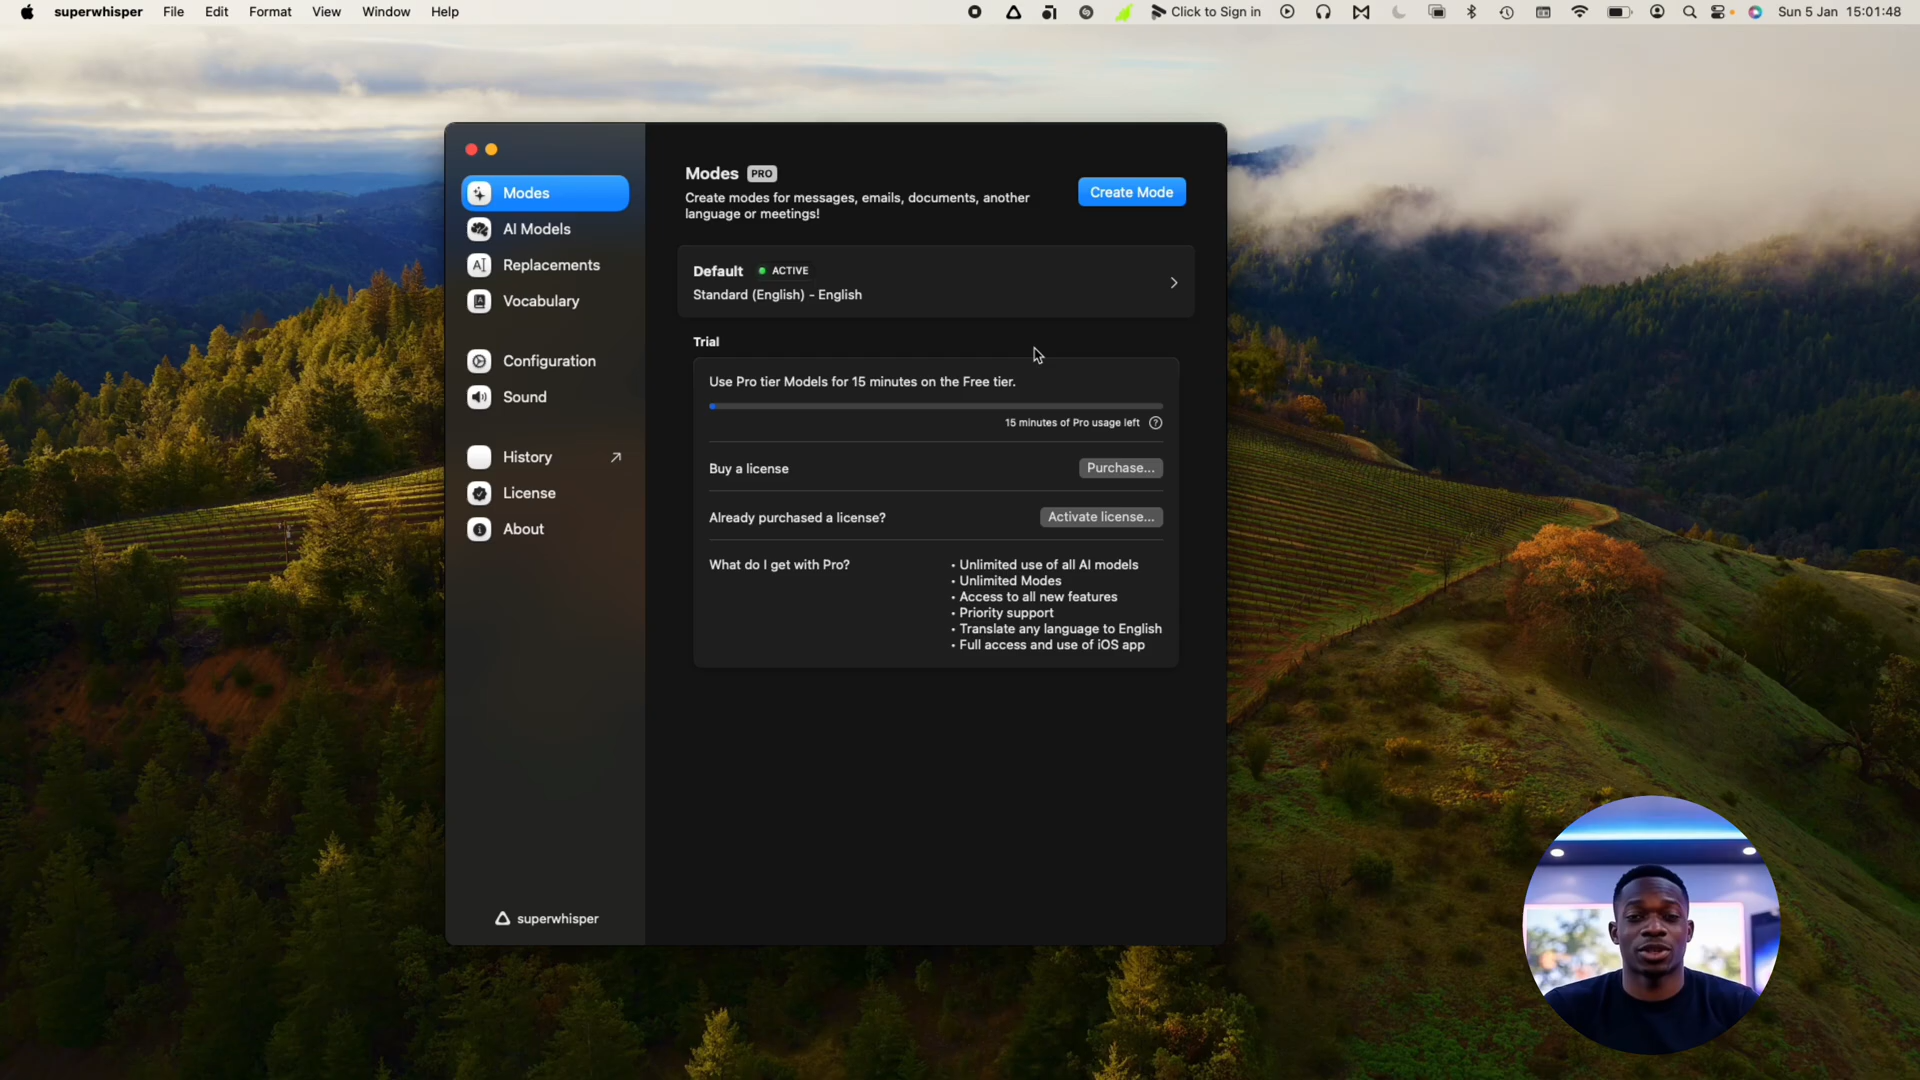 superwhisper File Edit Format View Window Help Click to Sign in Sun 5 Jan 15:01:48
Modes
AI Models
Replacements
Vocabulary
Configuration
Sound
History
License
About
superwhisper
Modes PRO
Create modes for messages, emails, documents, another
language or meetings!
Create Mode
Default ACTIVE
Standard (English) - English
Trial
Use Pro tier Models for 15 minutes on the Free tier.
15 minutes of Pro usage left
Buy a license Purchase...
Already purchased a license? Activate license...
What do I get with Pro?
• Unlimited use of all AI models
• Unlimited Modes
• Access to all new features
• Priority support
• Translate any language to English
• Full access and use of iOS app